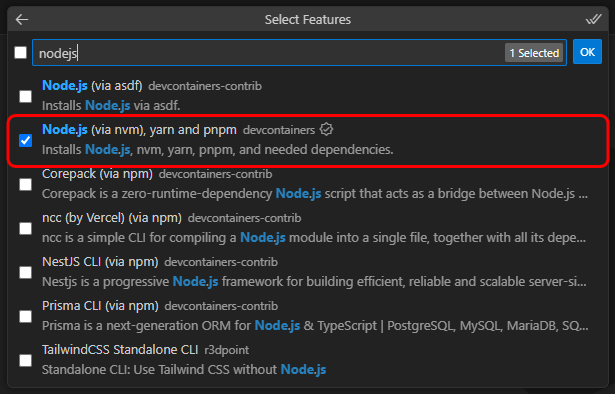 Select Features
nodejs
1 Selected
OK
Node.js (via asdf) devcontainers-contrib
Installs Node.js via asdf.
Node.js (via nvm), yarn and pnpm devcontainers
Installs Node.js, nvm, yarn, pnpm, and needed dependencies.
Corepack (via npm) devcontainers-contrib
Corepack is a zero-runtime-dependency Node.js script that acts as a bridge between Node.js ...
ncc (by Vercel) (via npm) devcontainers-contrib
ncc is a simple CLI for compiling a Node.js module into a single file, together with all its depe...
NestJS CLI (via npm) devcontainers-contrib
Nestjs is a progressive Node.js framework for building efficient, reliable and scalable server-si...
Prisma CLI (via npm) devcontainers-contrib
Prisma is a next-generation ORM for Node.js & TypeScript | PostgreSQL, MySQL, MariaDB, SQ...
TailwindCSS Standalone CLI r3dpoint
Standalone CLI: Use Tailwind CSS without Node.js